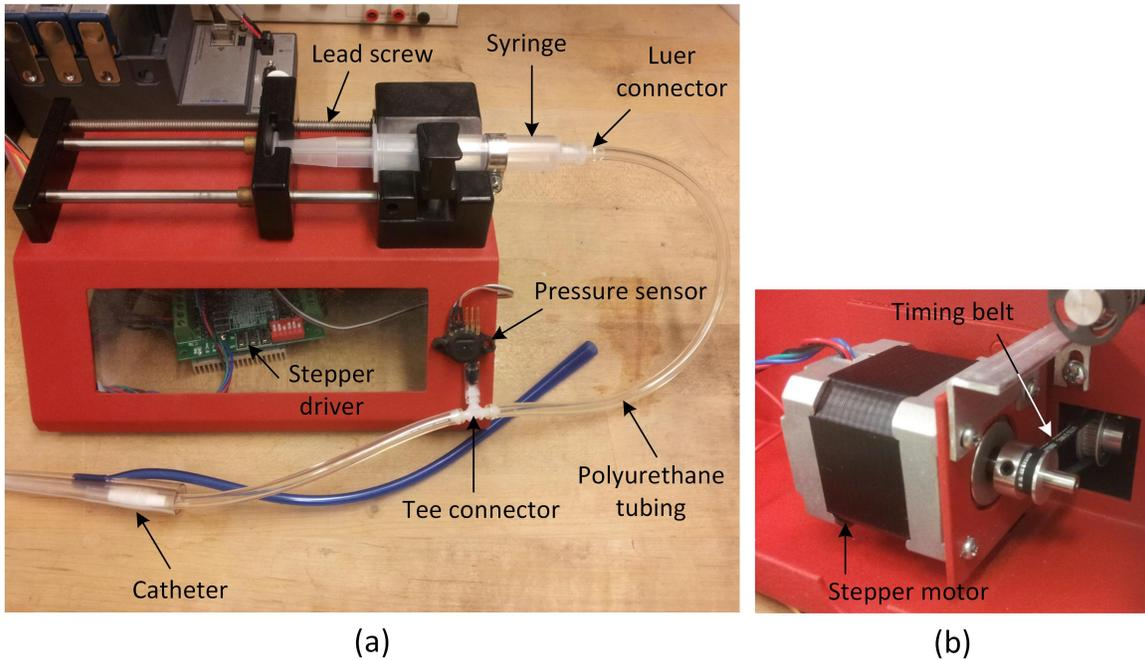 Lead screw
Syringe
Luer
connector
Pressure sensor
Stepper
driver
Tee connector
Polyurethane
tubing
Catheter
Timing belt
Stepper motor
(a)
(b)